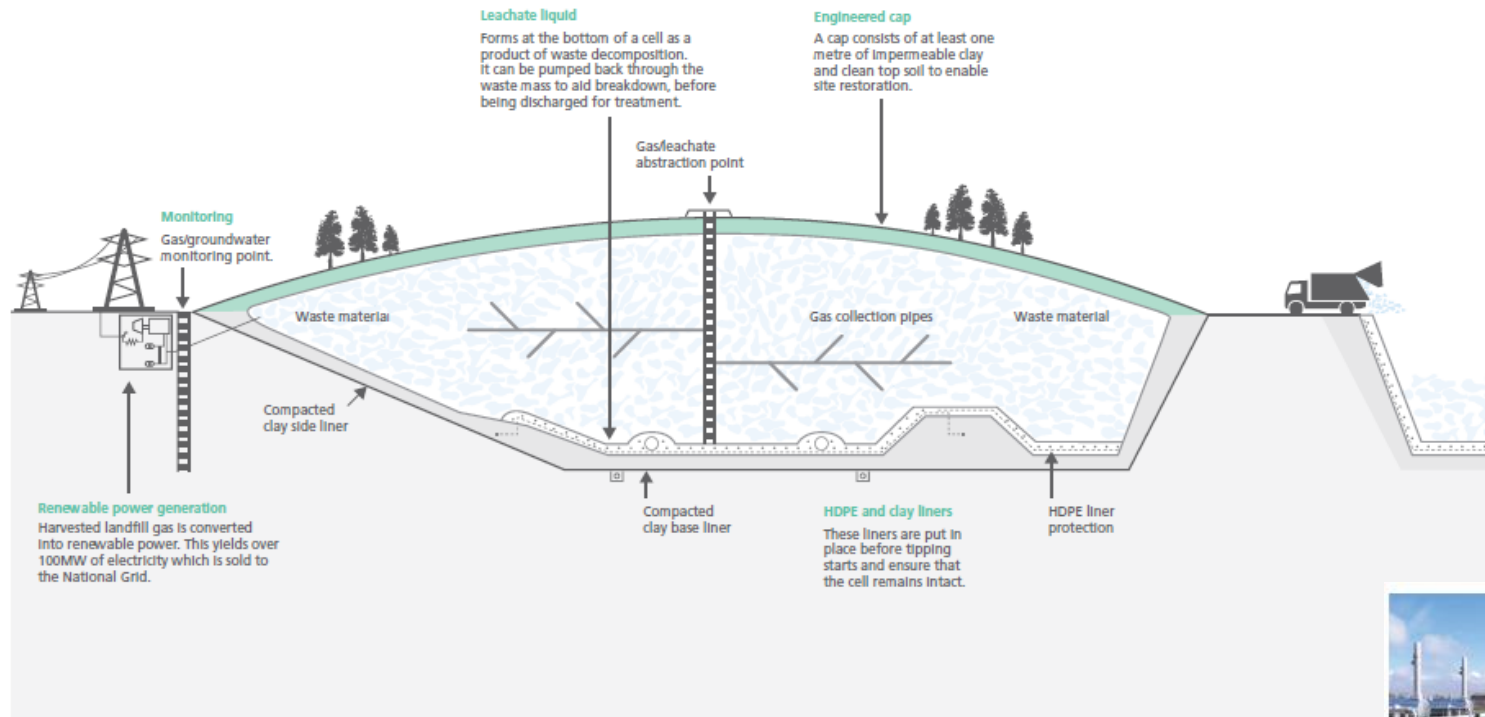 Leachate liquid
Forms at the bottom of a cell as a
product of waste decomposition.
It can be pumped back through the
waste mass to aid breakdown, before
being discharged for treatment.
Engineered cap
A cap consists of at least one
metre of impermeable clay
and clean top soil to enable
site restoration.
Gas/leachate
abstraction point
Monitoring
Gas/groundwater
monitoring point.
Waste material
Gas collection pipes
Waste material
Compacted
clay side liner
Renewable power generation
Harvested landfill gas is converted
into renewable power. This yields over
100MW of electricity which is sold to
the National Grid.
Compacted
clay base liner
HDPE and clay liners
These liners are put in
place before tipping
starts and ensure that
the cell remains intact.
HDPE liner
protection